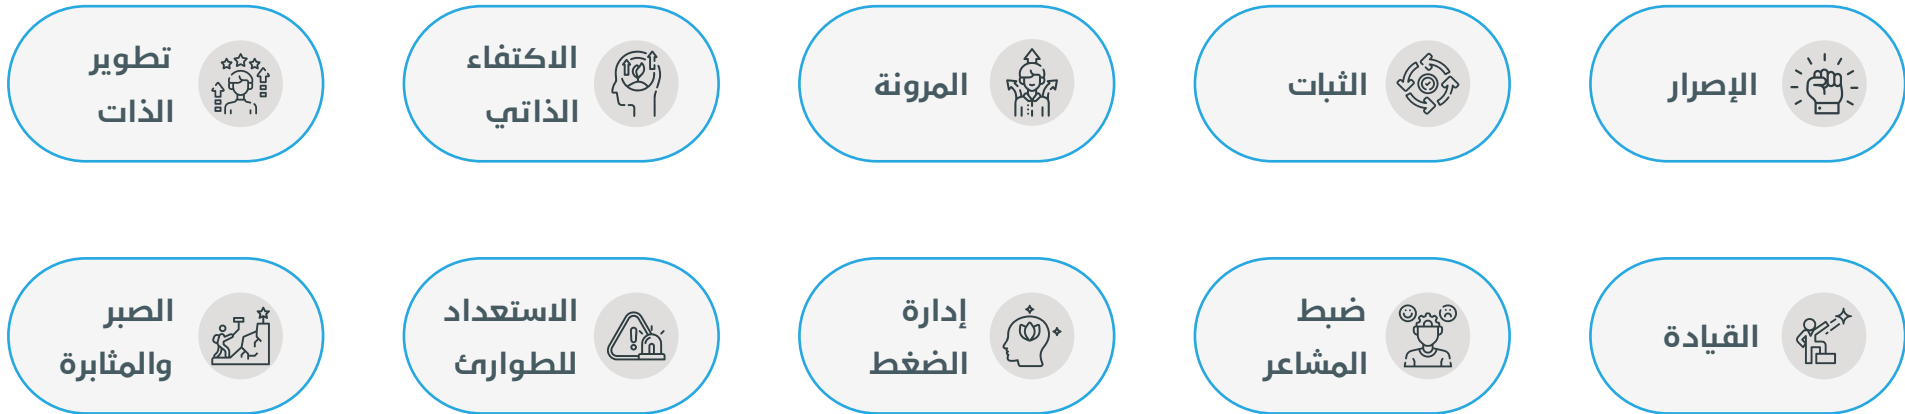 الإصرار
الثبات
المرونة
الاكتفاء
الذاتي
تطوير
الذات
القيادة
ضبط
المشاعر
إدارة
الضغط
الاستعداد
للطوارئ
الصبر
والمثابرة